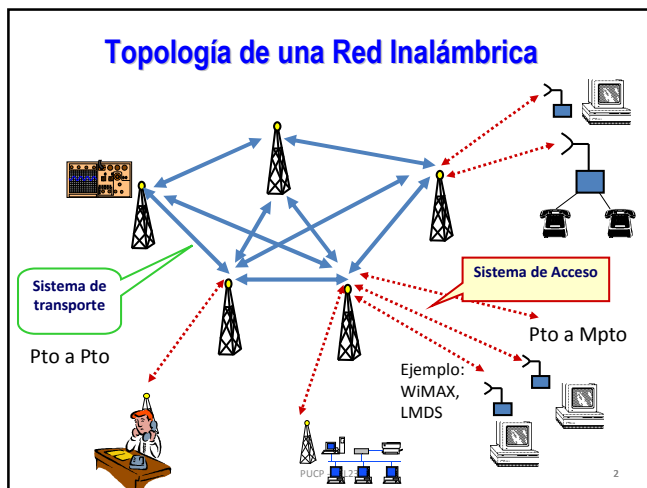 Topología de una Red Inalámbrica
Sistema de
transporte
Sistema de Acceso
Pto a Pto
Pto a Mpto
Ejemplo:
WiMAX,
LMDS
PUCP
2